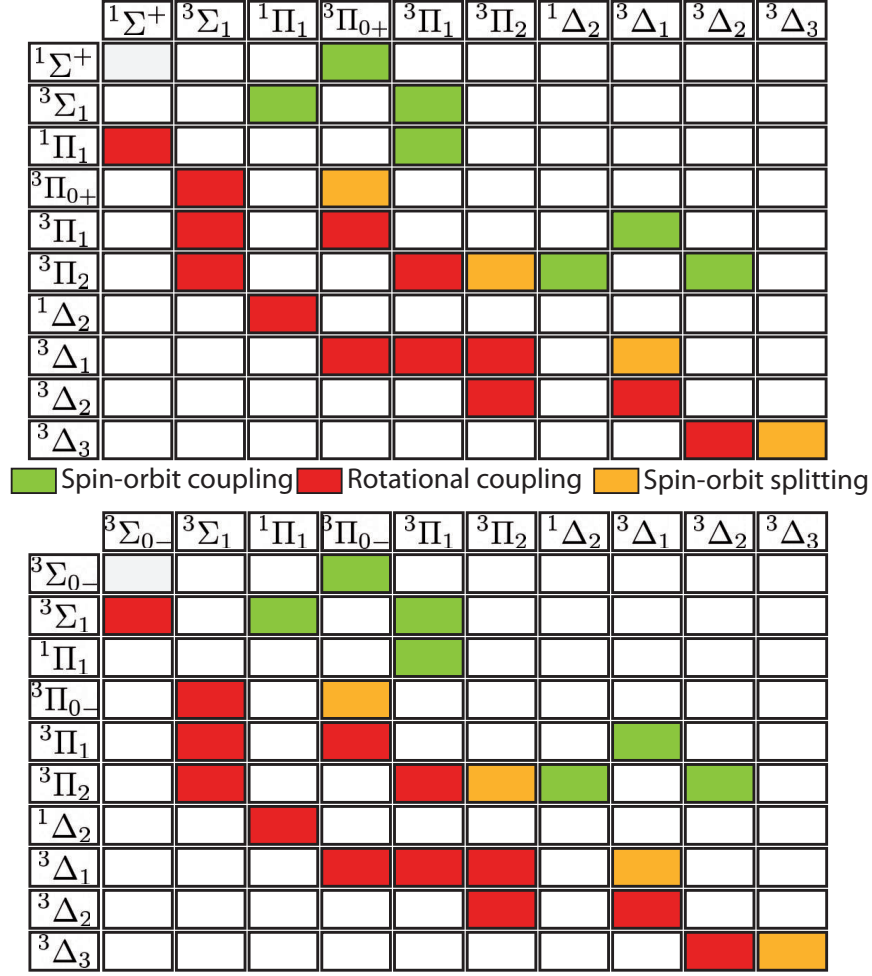 ¹Σ⁺ ³Σ₁ ¹Π₁ ³Π₀₊ ³Π₁ ³Π₂ ¹Δ₂ ³Δ₁ ³Δ₂ ³Δ₃
¹Σ⁺
³Σ₁
¹Π₁
³Π₀₊
³Π₁
³Π₂
¹Δ₂
³Δ₁
³Δ₂
³Δ₃
Spin-orbit coupling Rotational coupling Spin-orbit splitting
³Σ₀₋ ³Σ₁ ¹Π₁ ³Π₀₋ ³Π₁ ³Π₂ ¹Δ₂ ³Δ₁ ³Δ₂ ³Δ₃
³Σ₀₋
³Σ₁
¹Π₁
³Π₀₋
³Π₁
³Π₂
¹Δ₂
³Δ₁
³Δ₂
³Δ₃